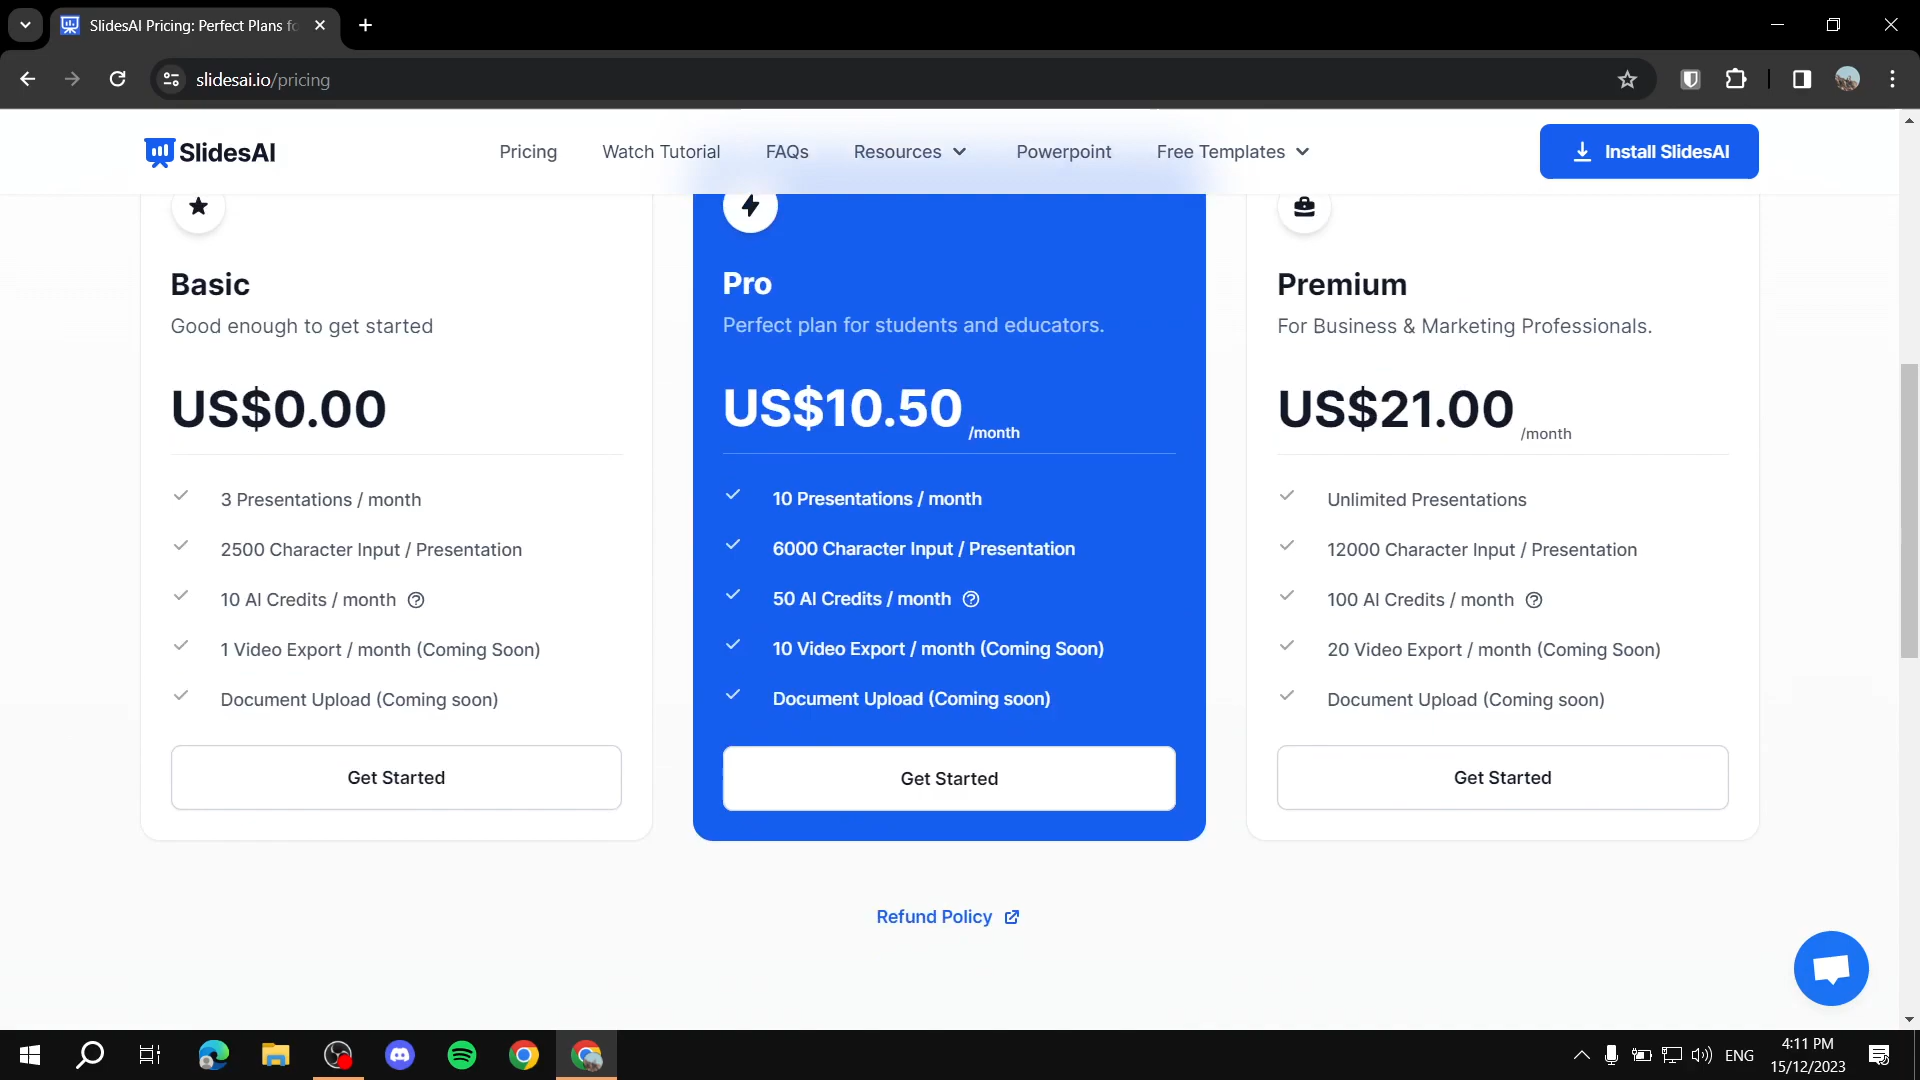 SlidesAI Pricing: Perfect Plans fo
slidesai.io/pricing
SlidesAI
Pricing
Watch Tutorial
FAQs
Resources
Powerpoint
Free Templates
Install SlidesAI
Basic
Good enough to get started
US$0.00
3 Presentations / month
2500 Character Input / Presentation
10 AI Credits / month
1 Video Export / month (Coming Soon)
Document Upload (Coming soon)
Get Started
Pro
Perfect plan for students and educators.
US$10.50 /month
10 Presentations / month
6000 Character Input / Presentation
50 AI Credits / month
10 Video Export / month (Coming Soon)
Document Upload (Coming soon)
Get Started
Premium
For Business & Marketing Professionals.
US$21.00 /month
Unlimited Presentations
12000 Character Input / Presentation
100 AI Credits / month
20 Video Export / month (Coming Soon)
Document Upload (Coming soon)
Get Started
Refund Policy
ENG
4:11 PM
15/12/2023